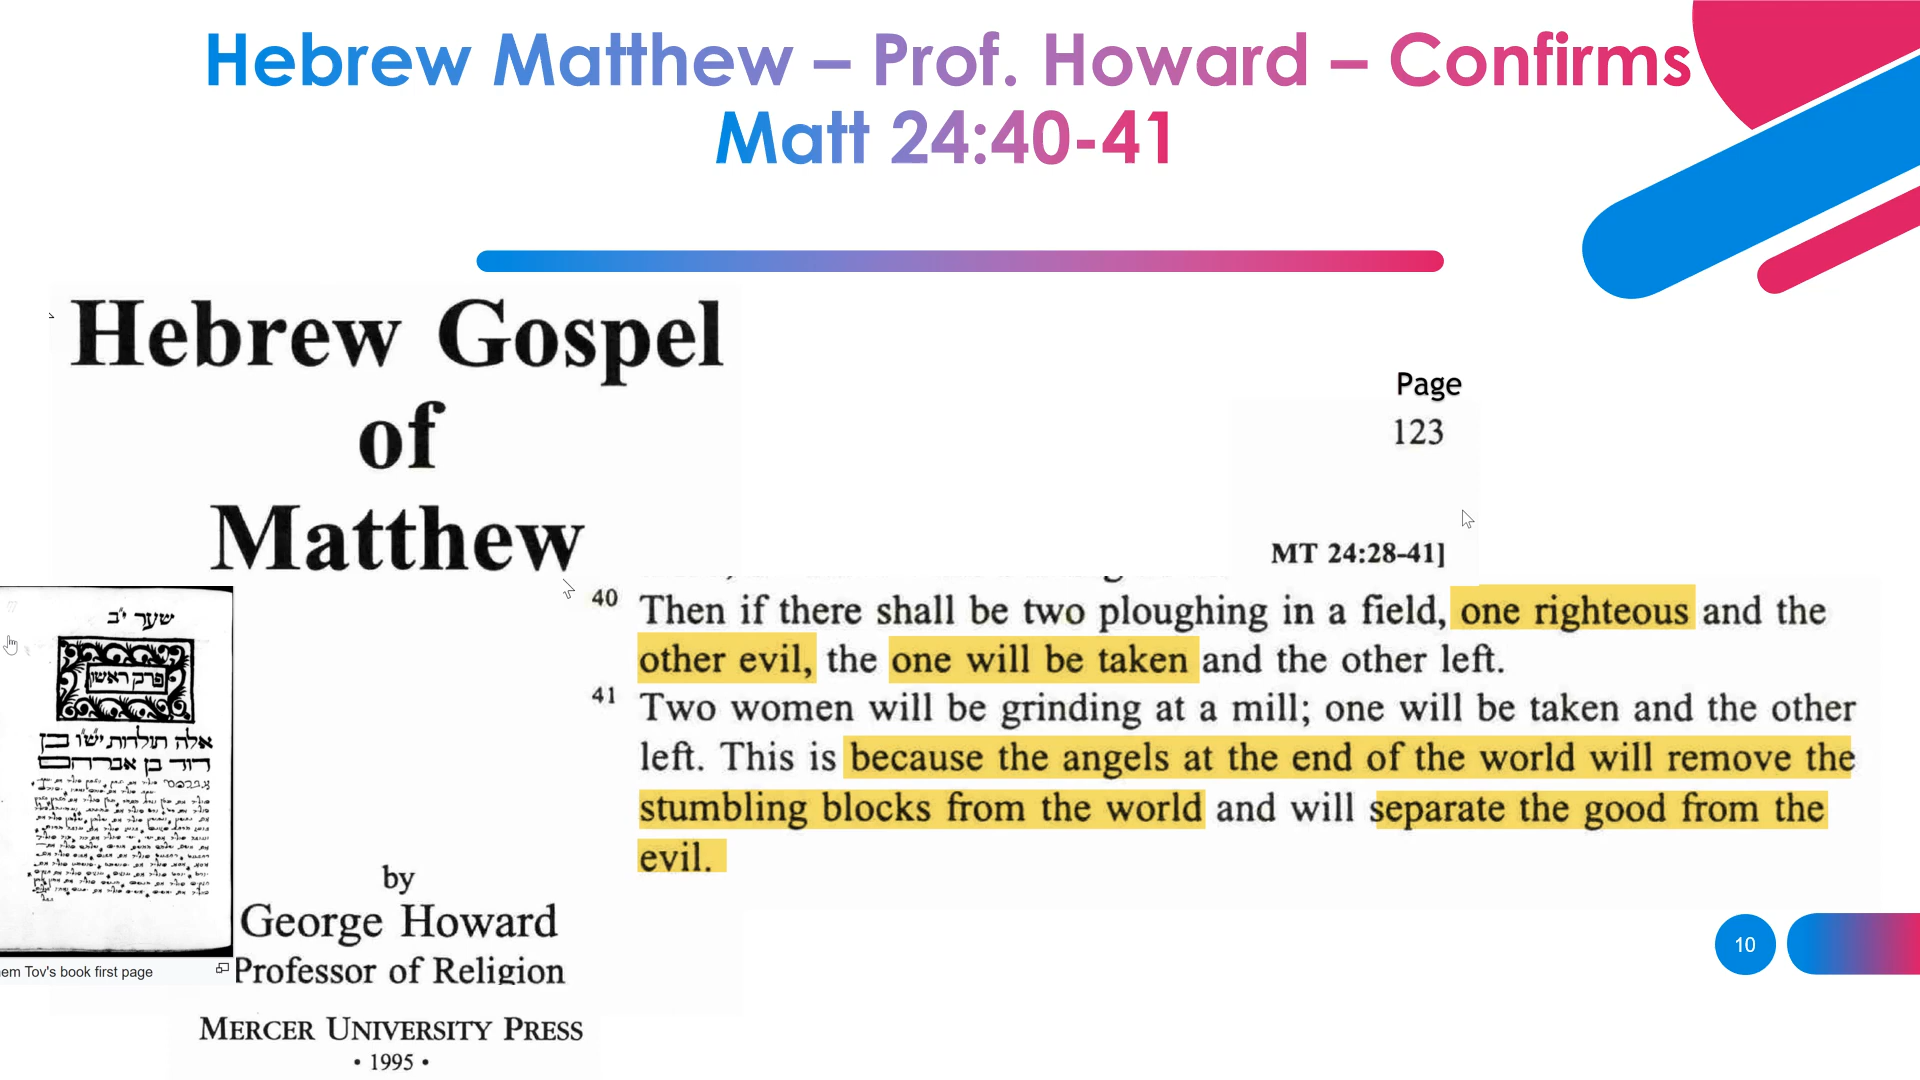 Hebrew Matthew – Prof. Howard – Confirms
Matt 24:40-41
Hebrew Gospel
of
Matthew
Page
123
MT 24:28-41]
40 Then if there shall be two ploughing in a field, one righteous and the
other evil, the one will be taken and the other left.
41 Two women will be grinding at a mill; one will be taken and the other
left. This is because the angels at the end of the world will remove the
stumbling blocks from the world and will separate the good from the
evil.
שער י"ב
פרק ראשון
אלה תולדות יש"ו בן
דוד בן אברהם
em Tov's book first page
by
George Howard
Professor of Religion
MERCER UNIVERSITY PRESS
• 1995 •
10